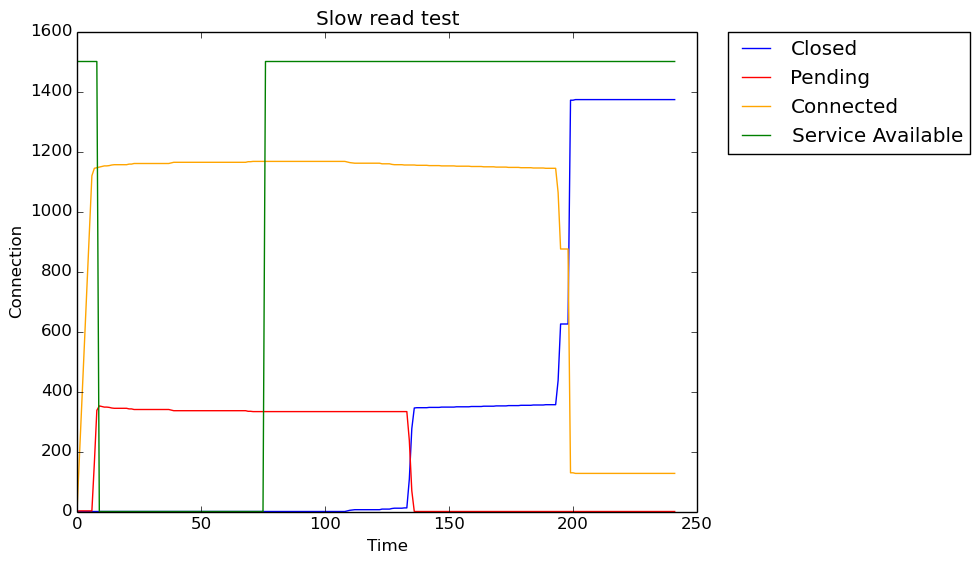 Slow read test
1600
1400
1200
1000
800
600
400
200
0
0 50 100 150 200 250
Connection
Time
Closed
Pending
Connected
Service Available